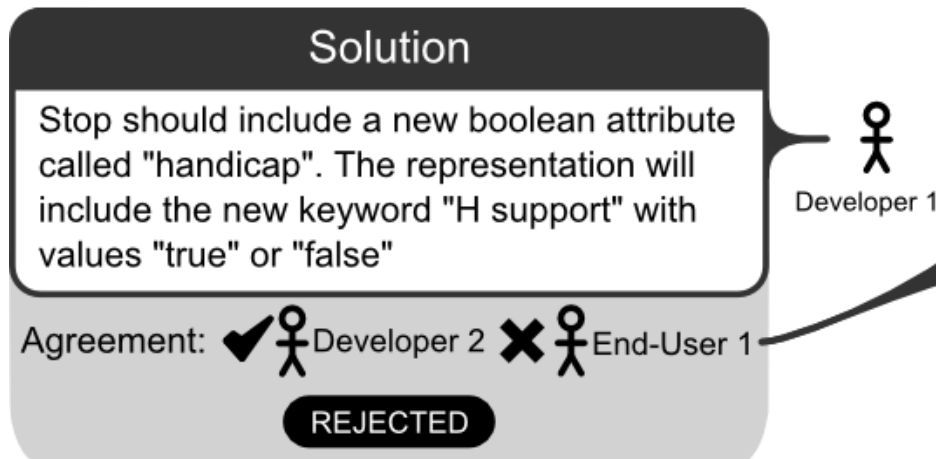 Solution
Stop should include a new boolean attribute
called "handicap". The representation will
include the new keyword "H support" with
values "true" or "false"
Developer 1
Agreement: Developer 2 End-User 1
REJECTED